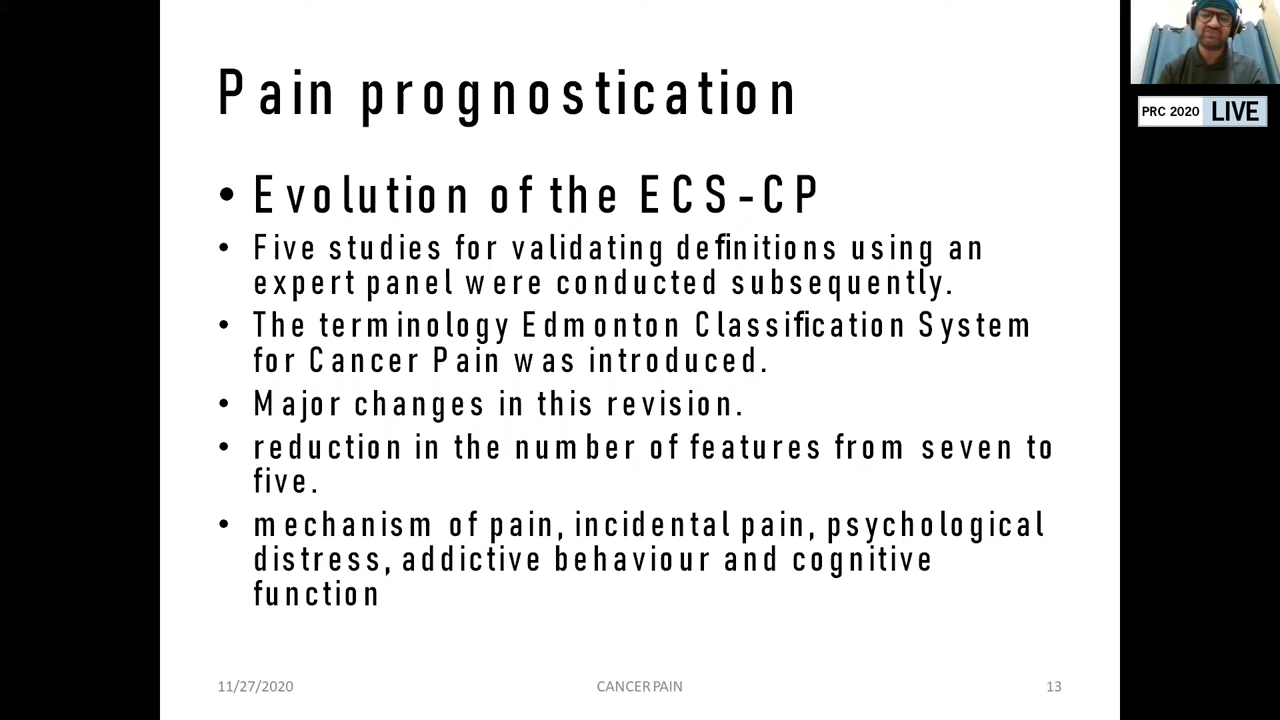 Pain prognostication
• Evolution of the ECS-CP
• Five studies for validating definitions using an
expert panel were conducted subsequently.
• The terminology Edmonton Classification System
for Cancer Pain was introduced.
• Major changes in this revision.
• reduction in the number of features from seven to
five.
• mechanism of pain, incidental pain, psychological
distress, addictive behaviour and cognitive
function
11/27/2020 CANCER PAIN 13
PRC 2020 LIVE